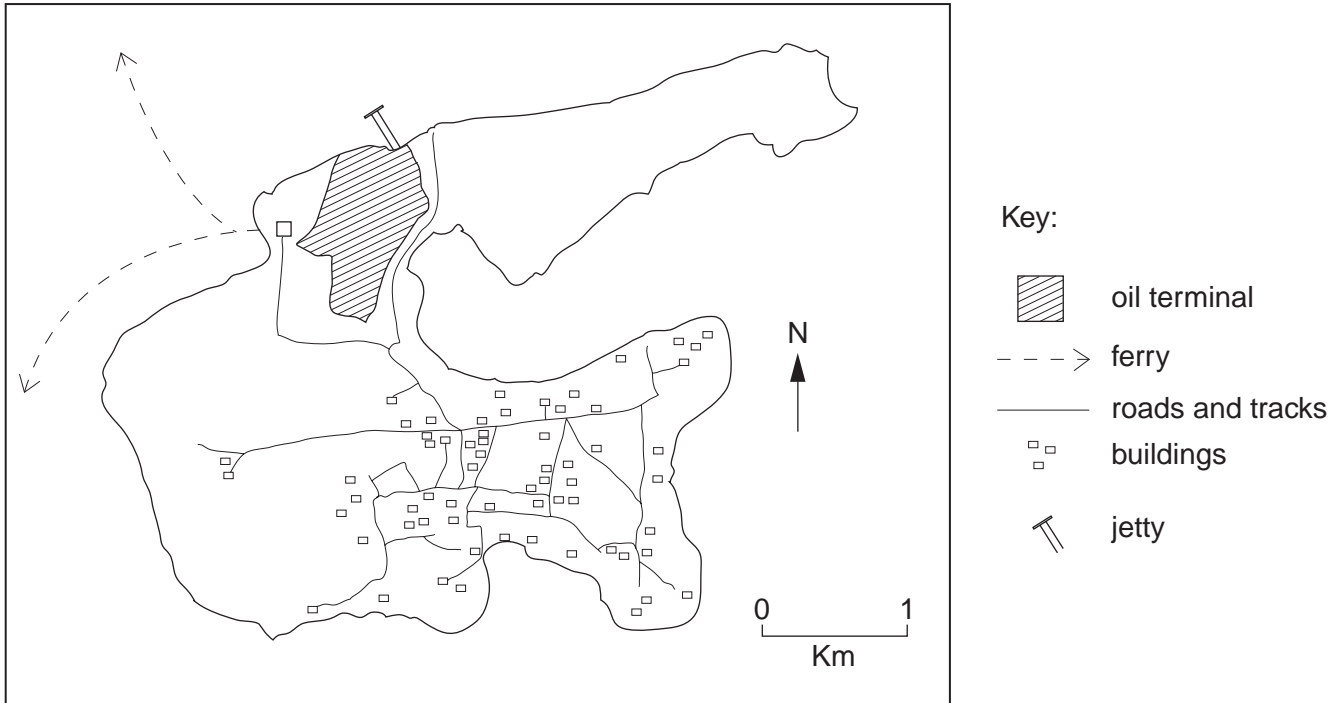 Key:
oil terminal
N
ferry
roads and tracks
buildings
jetty
0 1
Km